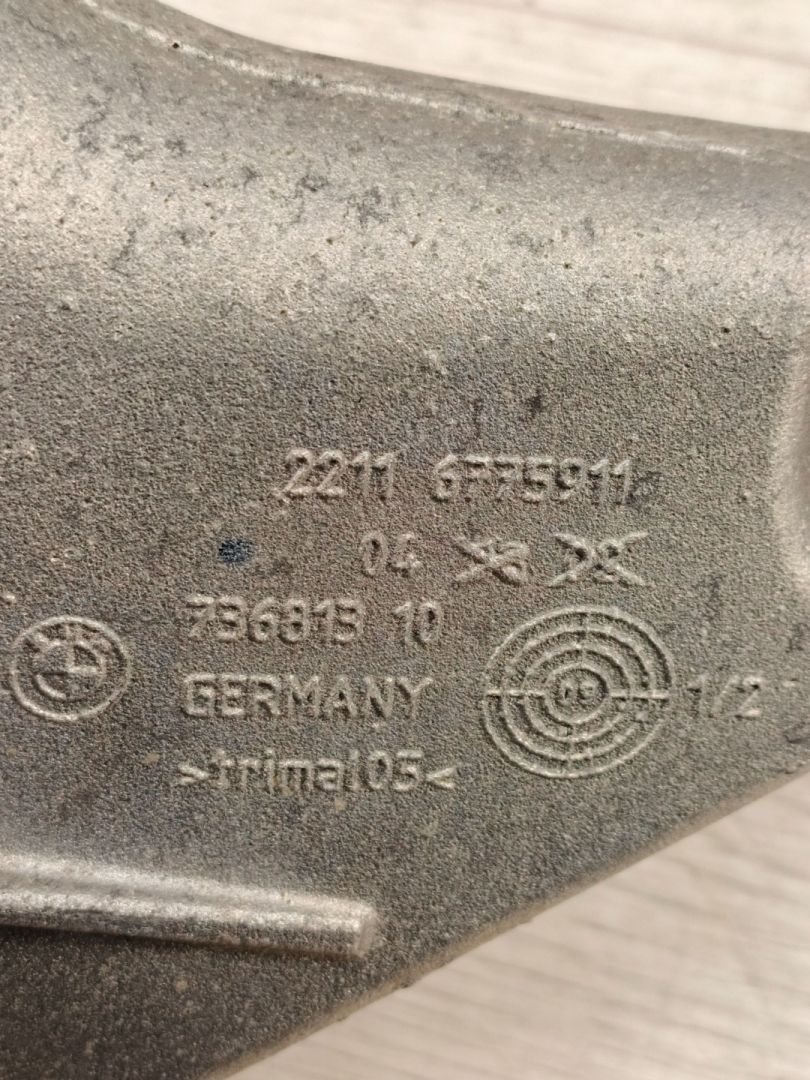 2211 6775911
04
736813 10
GERMANY
1/2
>trimal05<